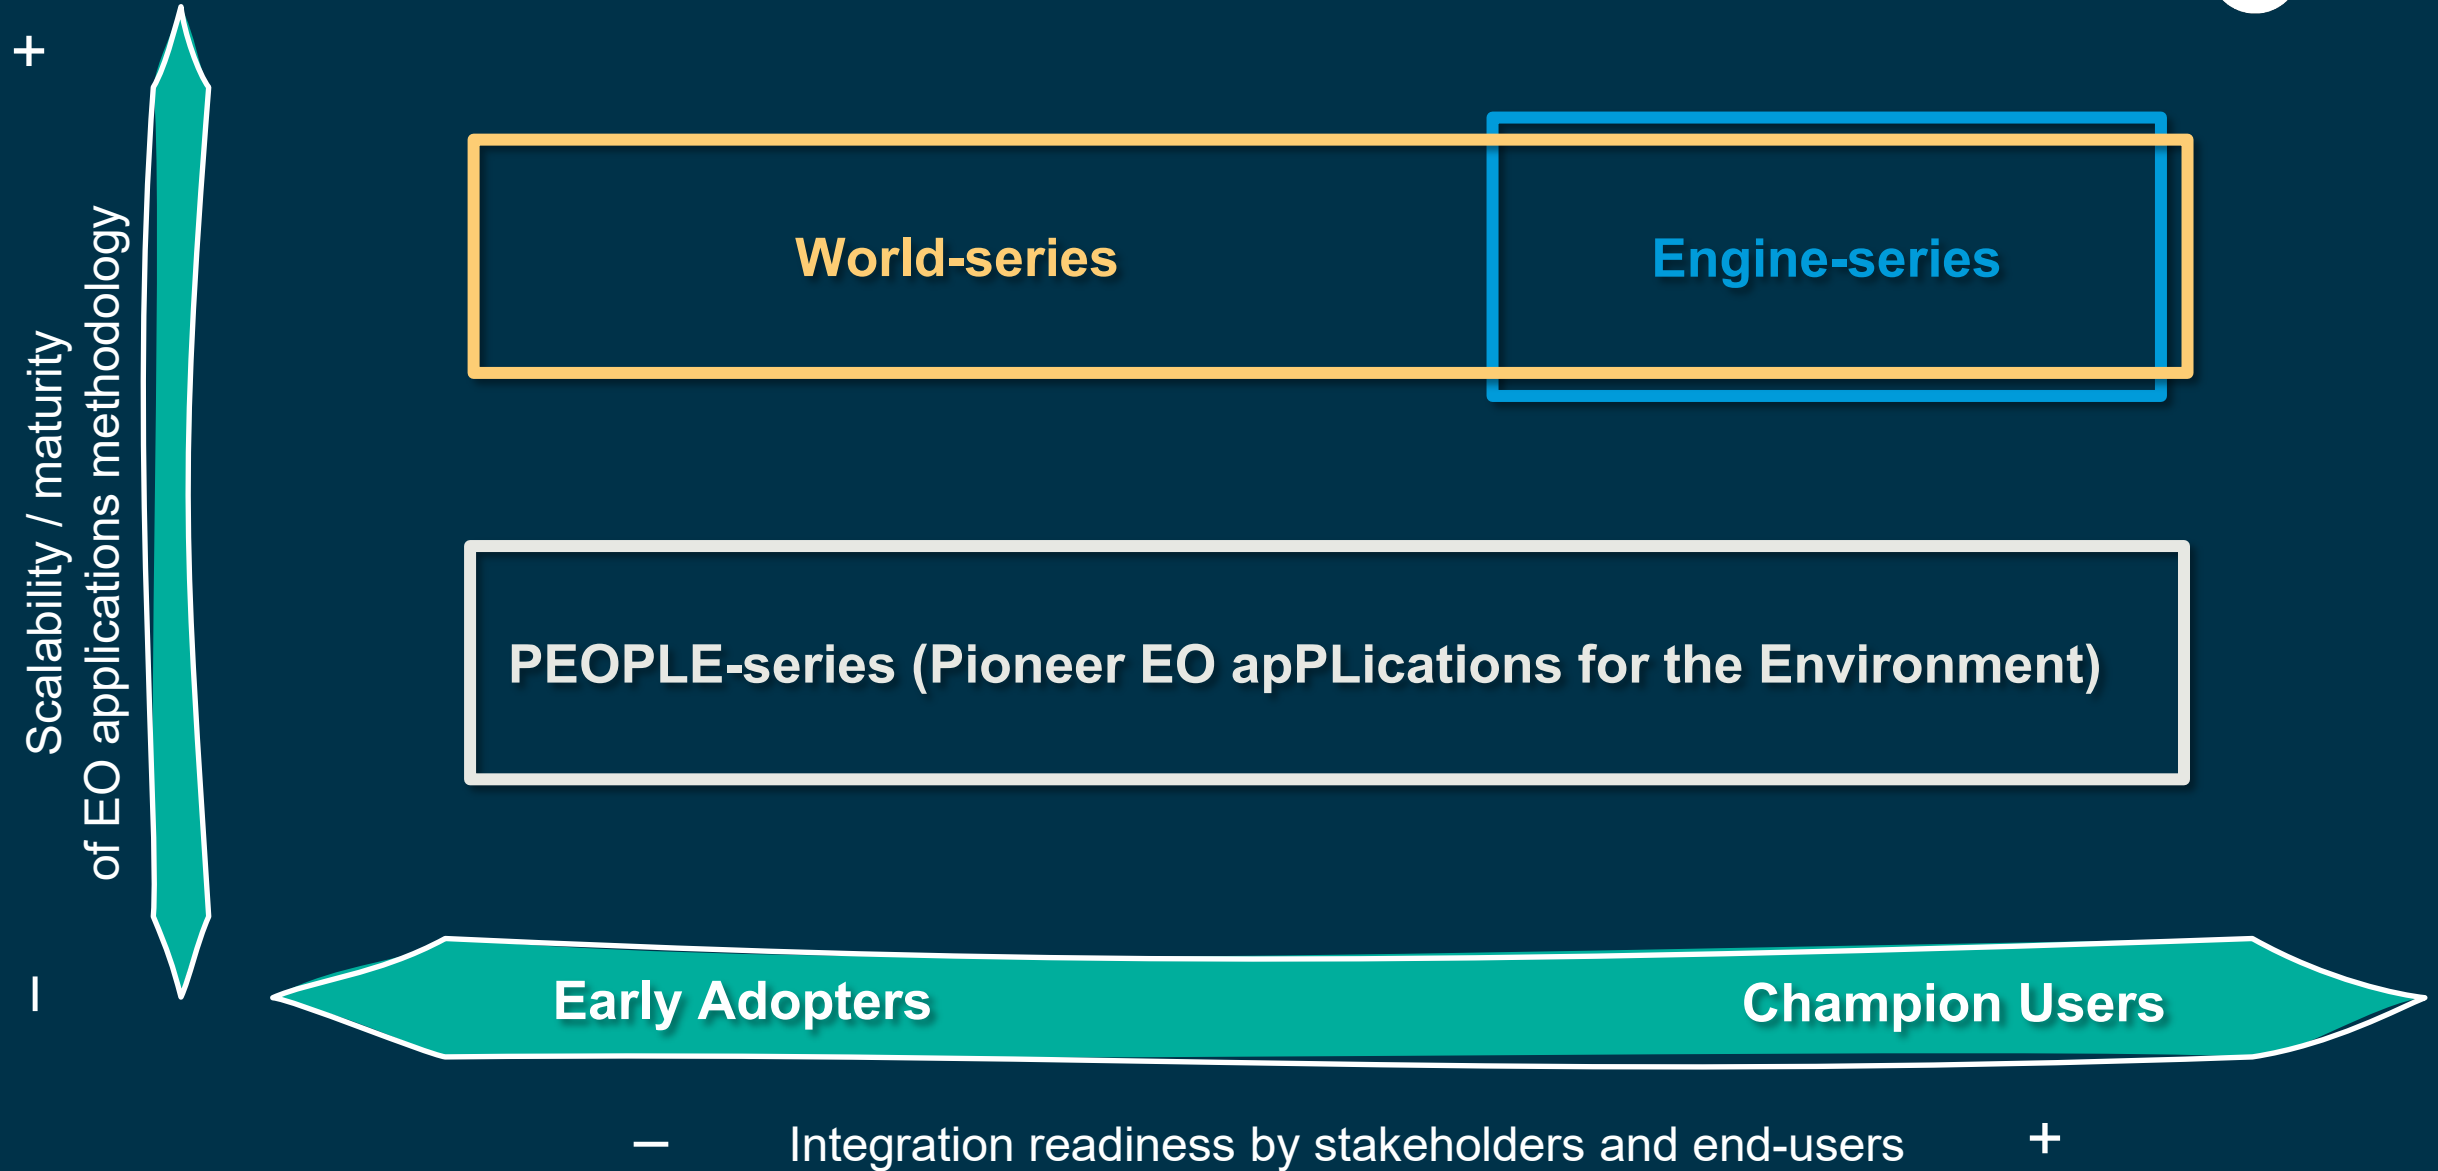 +
Scalability / maturity
of EO applications methodology
–
World-series
Engine-series
PEOPLE-series (Pioneer EO apPLications for the Environment)
Early Adopters
Champion Users
– Integration readiness by stakeholders and end-users +